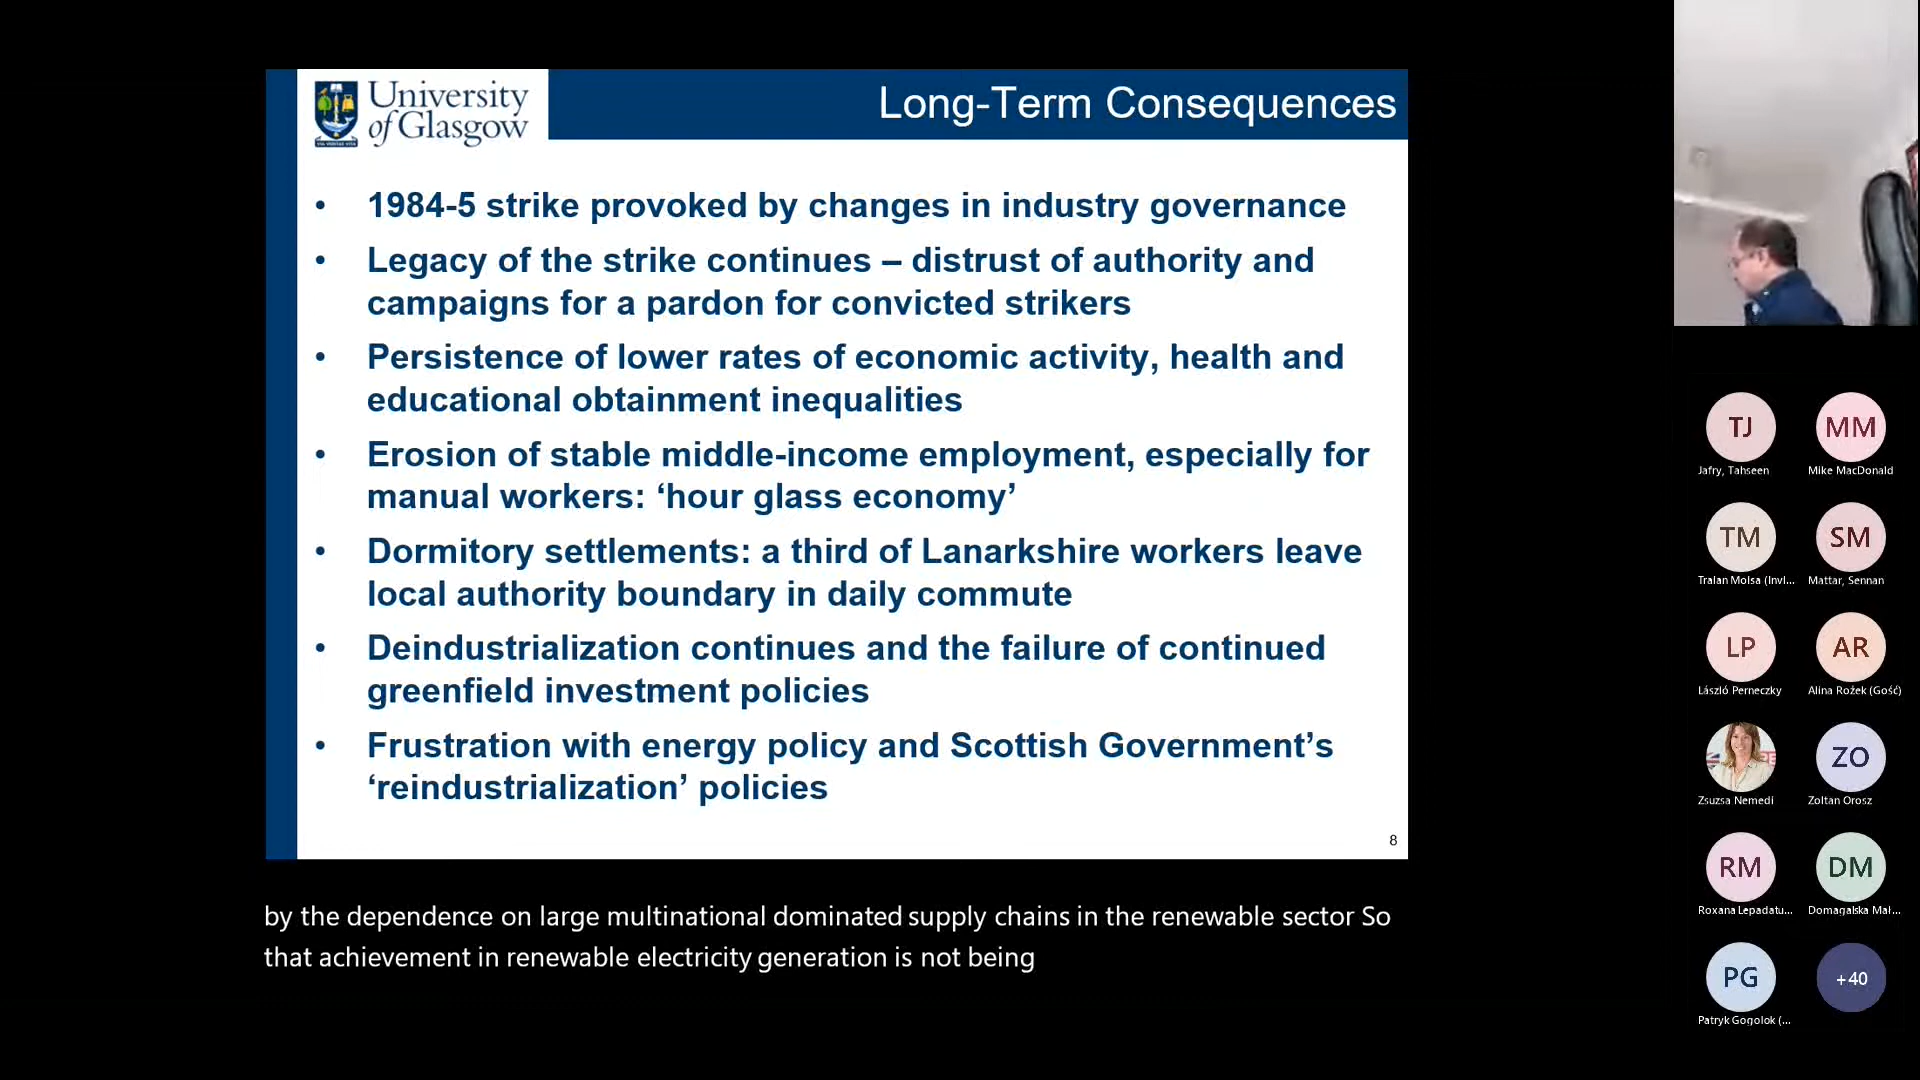 University
of Glasgow
Long-Term Consequences
• 1984-5 strike provoked by changes in industry governance
• Legacy of the strike continues – distrust of authority and
campaigns for a pardon for convicted strikers
• Persistence of lower rates of economic activity, health and
educational obtainment inequalities
• Erosion of stable middle-income employment, especially for
manual workers: ‘hour glass economy’
• Dormitory settlements: a third of Lanarkshire workers leave
local authority boundary in daily commute
• Deindustrialization continues and the failure of continued
greenfield investment policies
• Frustration with energy policy and Scottish Government’s
‘reindustrialization’ policies
8
by the dependence on large multinational dominated supply chains in the renewable sector So
that achievement in renewable electricity generation is not being
TJ
Jafry, Tahseen
MM
Mike MacDonald
TM
SM
Mattar, Sennan
LP
László Perneczky
AR
Alina Rożek (Gość)
Zsuzsa Nemedi
ZO
Zoltan Orosz
RM
Roxana Lepadatu...
DM
Domagalska Mał...
PG
Patryk Gogolok (...
+40